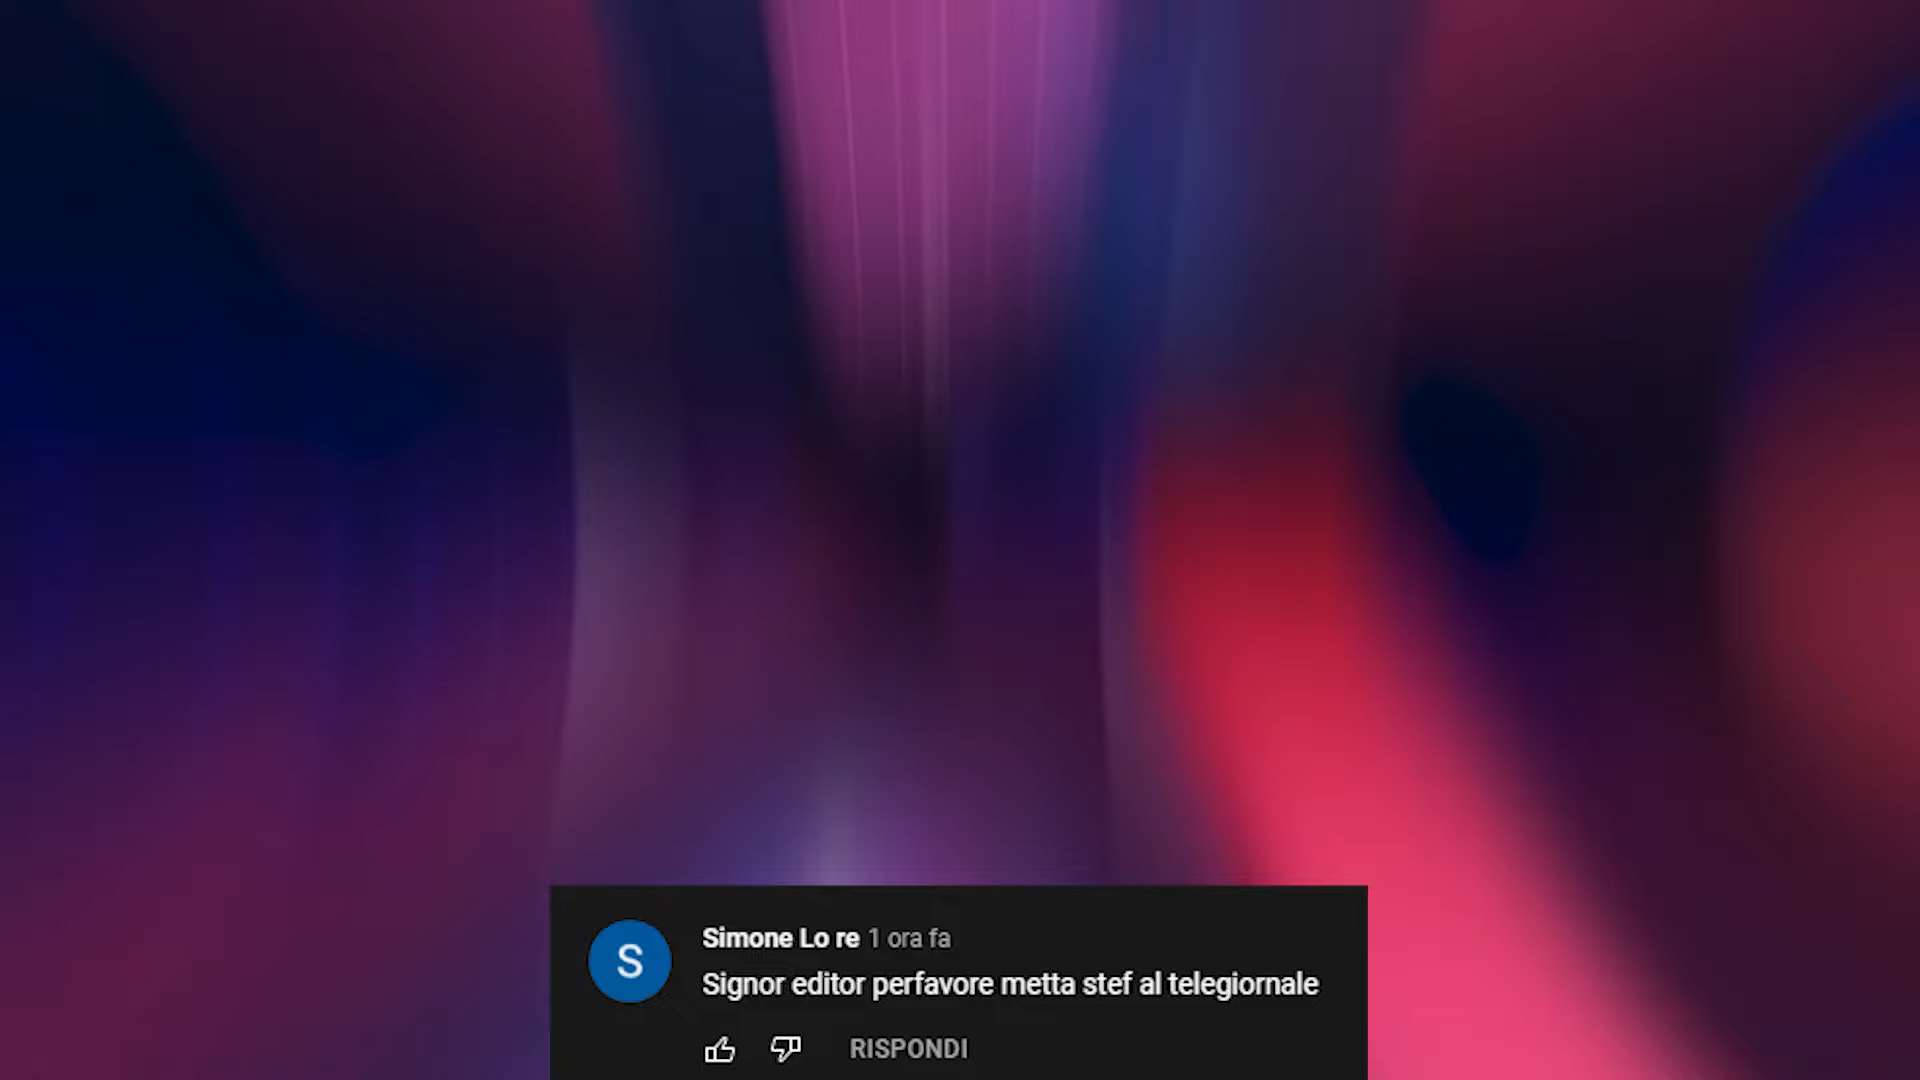 S
Simone Lo re 1 ora fa
Signor editor perfavore metta stef al telegiornale
RISPONDI